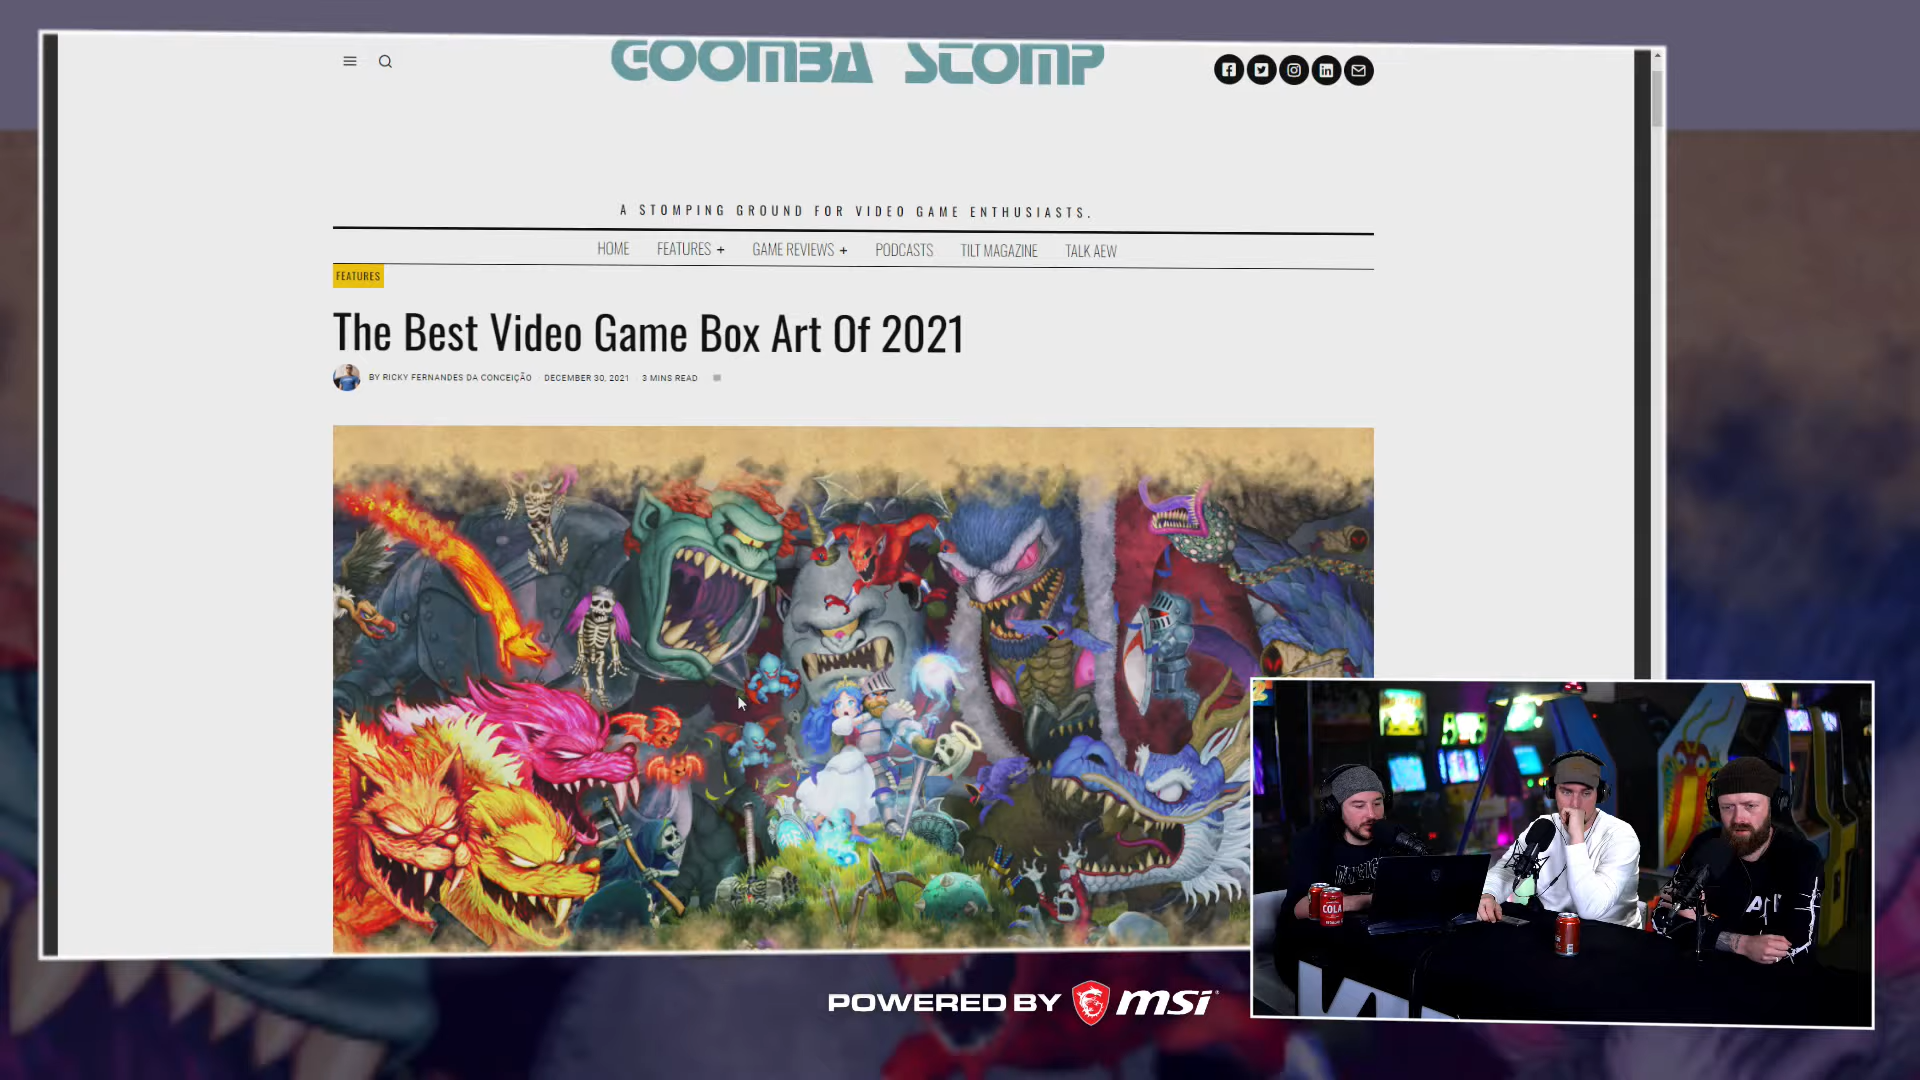 GOOMBA STOMP
A STOMPING GROUND FOR VIDEO GAME ENTHUSIASTS.
HOME FEATURES + GAME REVIEWS + PODCASTS TILT MAGAZINE TALK AEW
FEATURES
The Best Video Game Box Art Of 2021
BY RICKY FERNANDES DA CONCEIÇÃO DECEMBER 30, 2021 3 MINS READ
COLA
POWERED BY msi